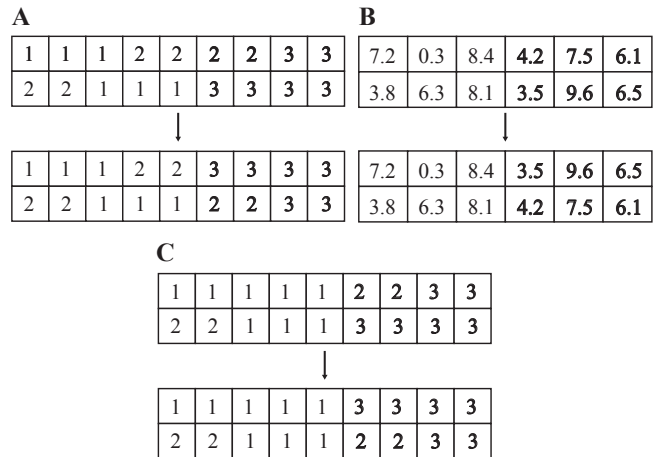 A
1 1 1 2 2 2 2 3 3
2 2 1 1 1 3 3 3 3
1 1 1 2 2 3 3 3 3
2 2 1 1 1 2 2 3 3
B
7.2 0.3 8.4 4.2 7.5 6.1
3.8 6.3 8.1 3.5 9.6 6.5
7.2 0.3 8.4 3.5 9.6 6.5
3.8 6.3 8.1 4.2 7.5 6.1
C
1 1 1 1 1 2 2 3 3
2 2 1 1 1 3 3 3 3
1 1 1 1 1 3 3 3 3
2 2 1 1 1 2 2 3 3